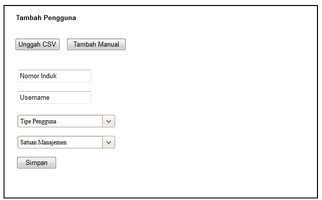 Tambah Pengguna
Unggah CSV Tambah Manual
Nomor Induk
Username
Tipe Pengguna
Satuan Manajemen
Simpan